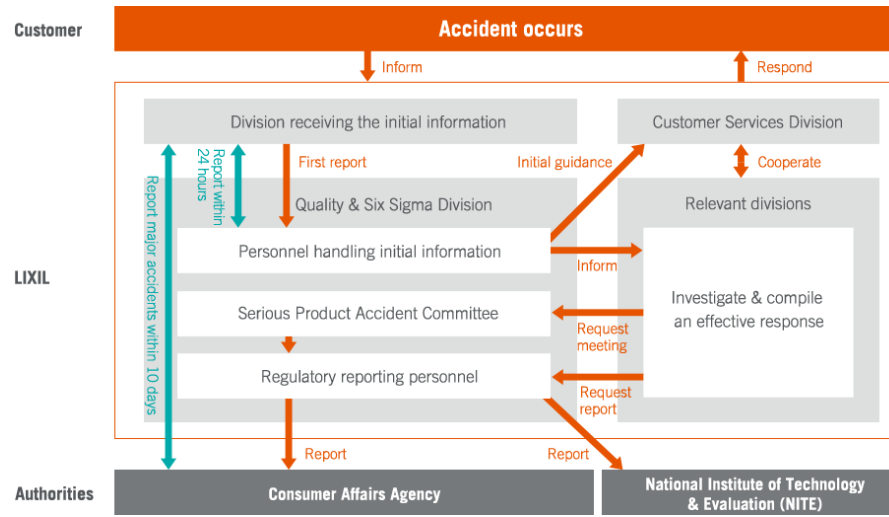 Customer
Accident occurs
Inform
Respond
Division receiving the initial information
Customer Services Division
Report within
24 hours
First report
Initial guidance
Cooperate
Report major accidents within 10 days
Quality & Six Sigma Division
Relevant divisions
Personnel handling initial information
Inform
LIXIL
Serious Product Accident Committee
Investigate & compile
an effective response
Request
meeting
Regulatory reporting personnel
Request
report
Report
Report
Authorities
Consumer Affairs Agency
National Institute of Technology
& Evaluation (NITE)